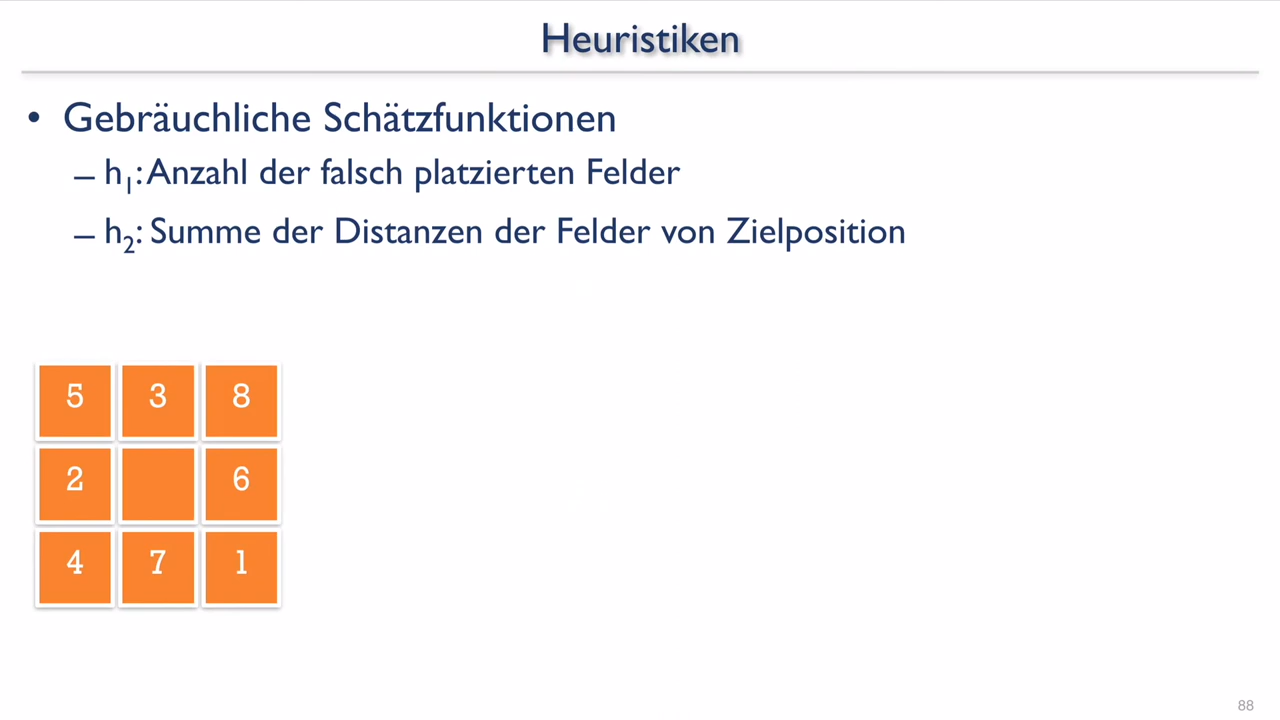 Heuristiken
• Gebräuchliche Schätzfunktionen
– h₁: Anzahl der falsch platzierten Felder
– h₂: Summe der Distanzen der Felder von Zielposition
5 3 8
2 6
4 7 1
88